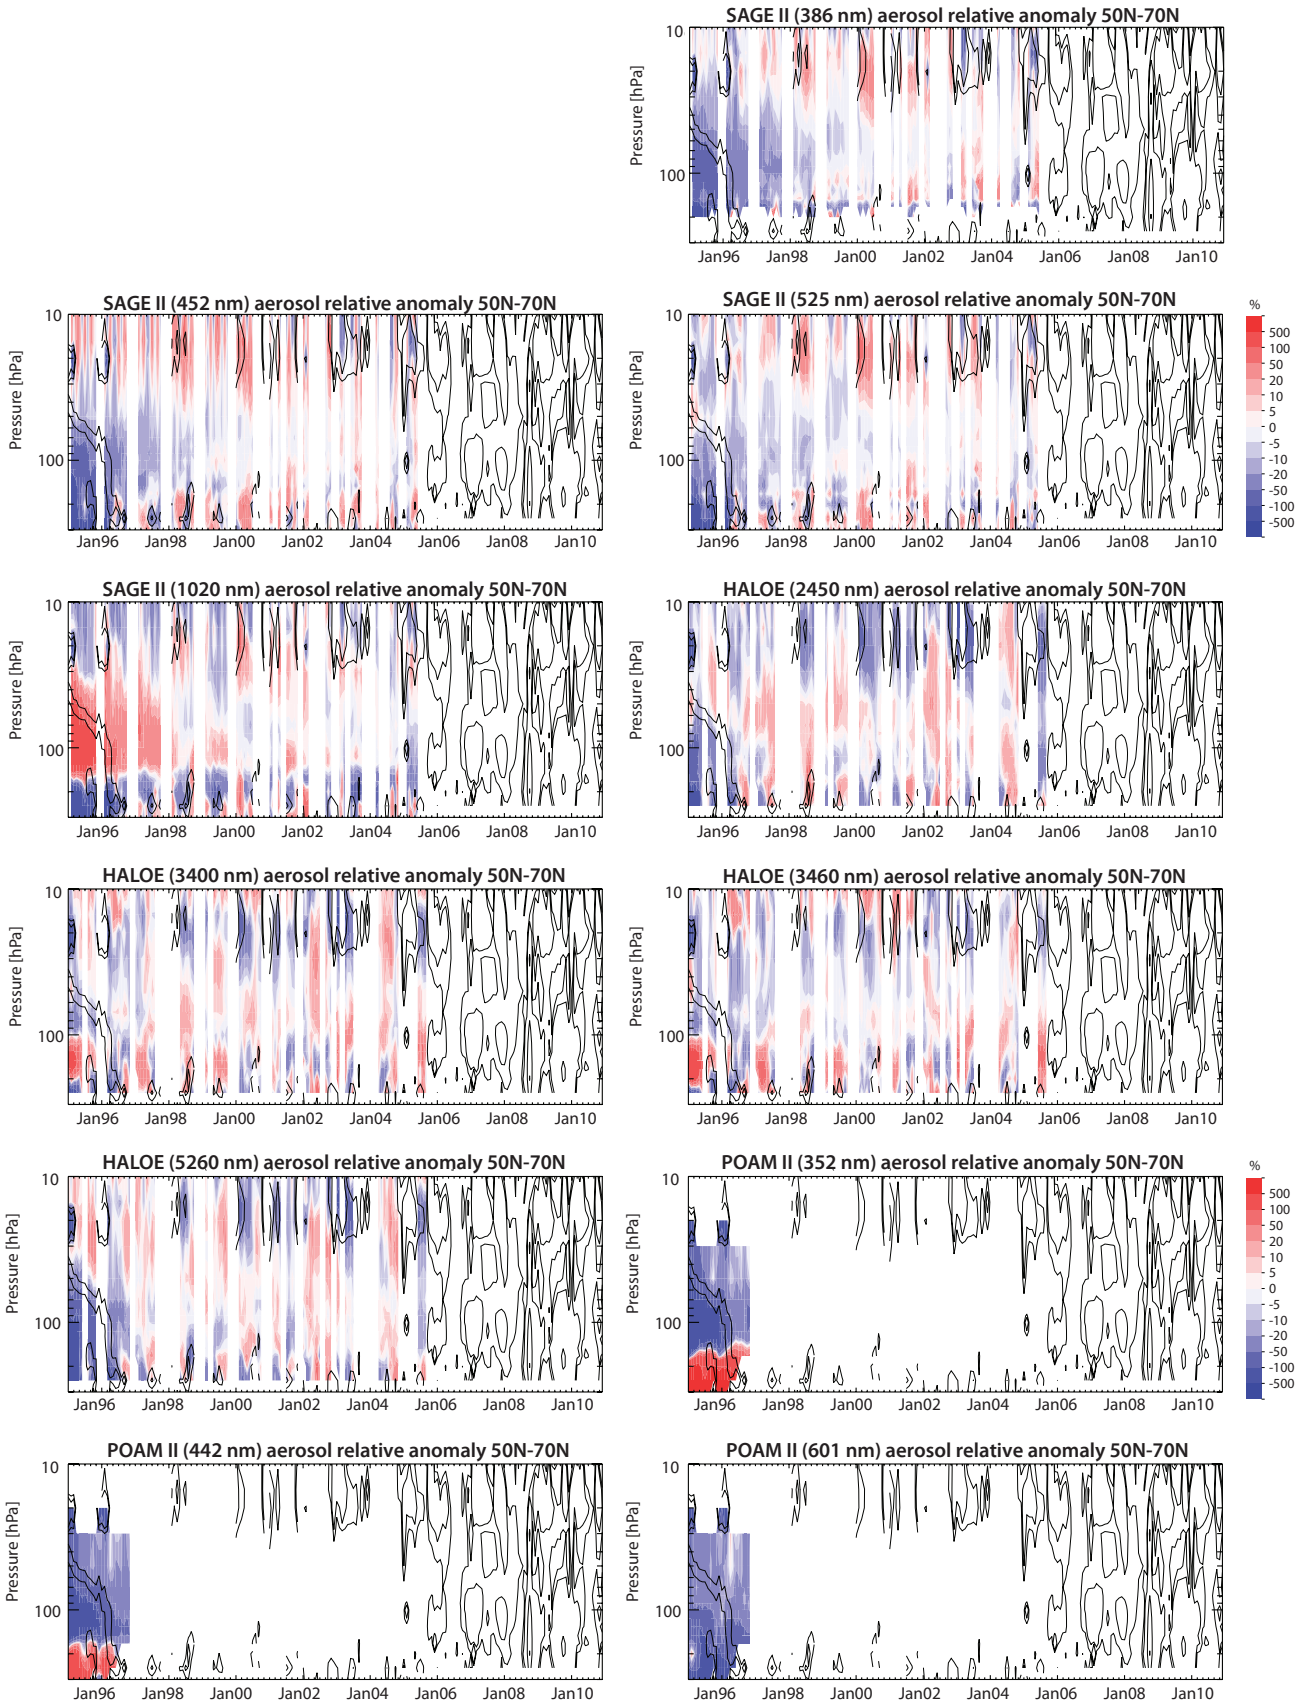 SAGE II (386 nm) aerosol relative anomaly 50N-70N
10
100
Pressure [hPa]
Jan96 Jan98 Jan00 Jan02 Jan04 Jan06 Jan08 Jan10
SAGE II (452 nm) aerosol relative anomaly 50N-70N
10
100
Pressure [hPa]
Jan96 Jan98 Jan00 Jan02 Jan04 Jan06 Jan08 Jan10
SAGE II (525 nm) aerosol relative anomaly 50N-70N
10
100
Pressure [hPa]
Jan96 Jan98 Jan00 Jan02 Jan04 Jan06 Jan08 Jan10
%
500
100
50
20
10
5
0
-5
-10
-20
-50
-100
-500
SAGE II (1020 nm) aerosol relative anomaly 50N-70N
10
100
Pressure [hPa]
Jan96 Jan98 Jan00 Jan02 Jan04 Jan06 Jan08 Jan10
HALOE (2450 nm) aerosol relative anomaly 50N-70N
10
100
Pressure [hPa]
Jan96 Jan98 Jan00 Jan02 Jan04 Jan06 Jan08 Jan10
HALOE (3400 nm) aerosol relative anomaly 50N-70N
10
100
Pressure [hPa]
Jan96 Jan98 Jan00 Jan02 Jan04 Jan06 Jan08 Jan10
HALOE (3460 nm) aerosol relative anomaly 50N-70N
10
100
Pressure [hPa]
Jan96 Jan98 Jan00 Jan02 Jan04 Jan06 Jan08 Jan10
HALOE (5260 nm) aerosol relative anomaly 50N-70N
10
100
Pressure [hPa]
Jan96 Jan98 Jan00 Jan02 Jan04 Jan06 Jan08 Jan10
POAM II (352 nm) aerosol relative anomaly 50N-70N
10
100
Pressure [hPa]
Jan96 Jan98 Jan00 Jan02 Jan04 Jan06 Jan08 Jan10
%
500
100
50
20
10
5
0
-5
-10
-20
-50
-100
-500
POAM II (442 nm) aerosol relative anomaly 50N-70N
10
100
Pressure [hPa]
Jan96 Jan98 Jan00 Jan02 Jan04 Jan06 Jan08 Jan10
POAM II (601 nm) aerosol relative anomaly 50N-70N
10
100
Pressure [hPa]
Jan96 Jan98 Jan00 Jan02 Jan04 Jan06 Jan08 Jan10